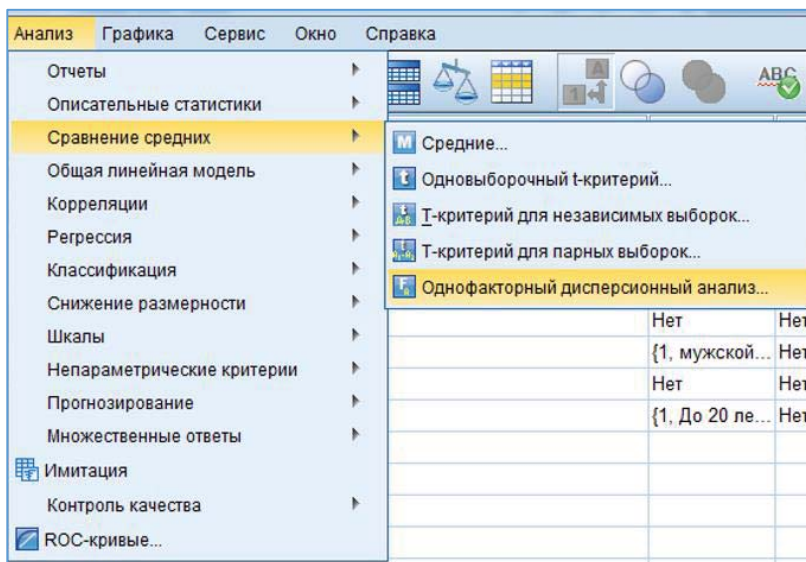 Анализ Графика Сервис Окно Справка
Отчеты
Описательные статистики
Сравнение средних
Общая линейная модель
Корреляции
Регрессия
Классификация
Снижение размерности
Шкалы
Непараметрические критерии
Прогнозирование
Множественные ответы
Имитация
Контроль качества
ROC-кривые...
A
1
ABC
M Средние...
t Одновыборочный t-критерий...
T-критерий для независимых выборок...
T-критерий для парных выборок...
Однофакторный дисперсионный анализ...
Нет Нет
{1, мужской... Нет
Нет Нет
{1, До 20 ле... Нет